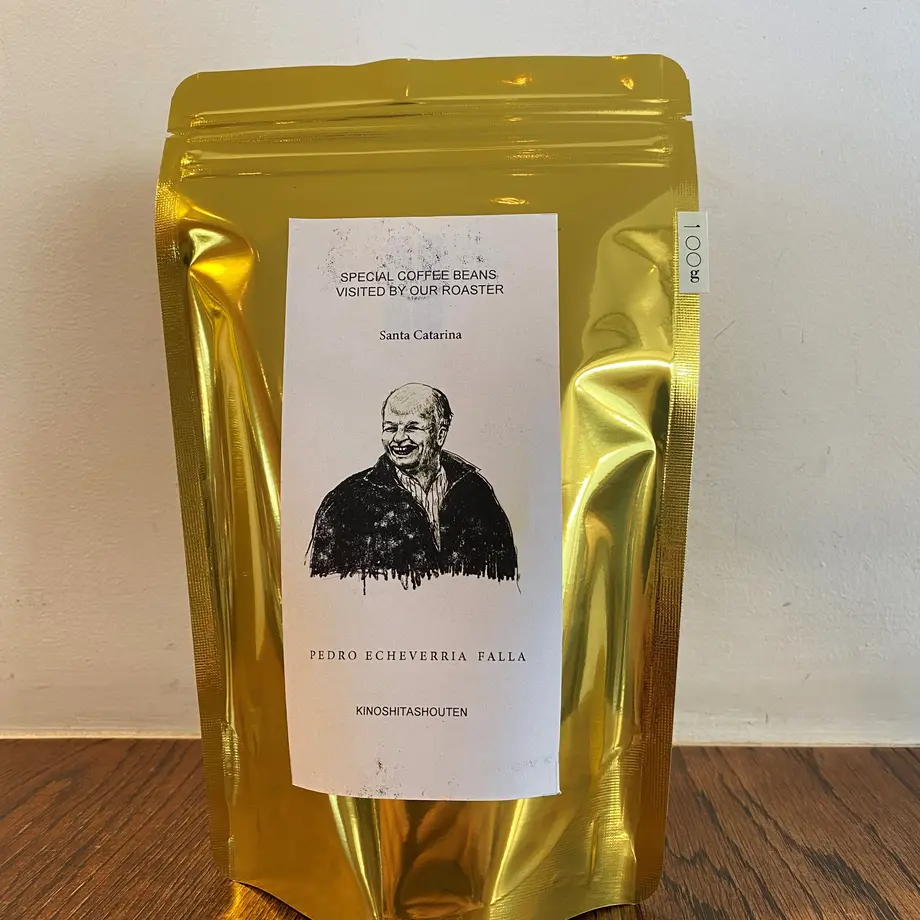 100g
SPECIAL COFFEE BEANS
VISITED BY OUR ROASTER
Santa Catarina
PEDRO ECHEVERRIA FALLA
KINOSHITASHOUTEN